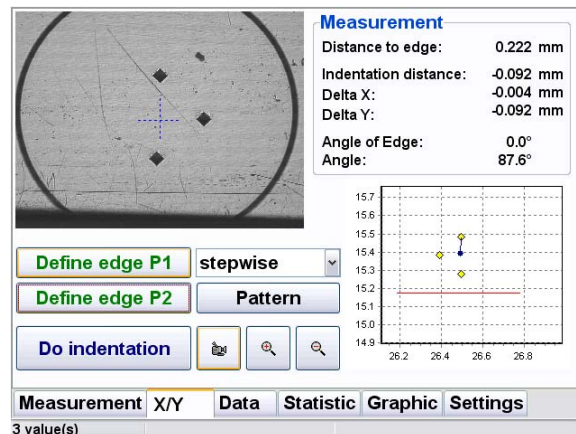 Measurement
Distance to edge: 0.222 mm
Indentation distance: -0.092 mm
Delta X: -0.004 mm
Delta Y: -0.092 mm
Angle of Edge: 0.0°
Angle: 87.6°
15.7
15.6
15.5
15.4
15.3
15.2
15.1
15.0
14.9
26.2 26.4 26.6 26.8
Define edge P1 stepwise
Define edge P2 Pattern
Do indentation
Measurement X/Y Data Statistic Graphic Settings
3 value(s)